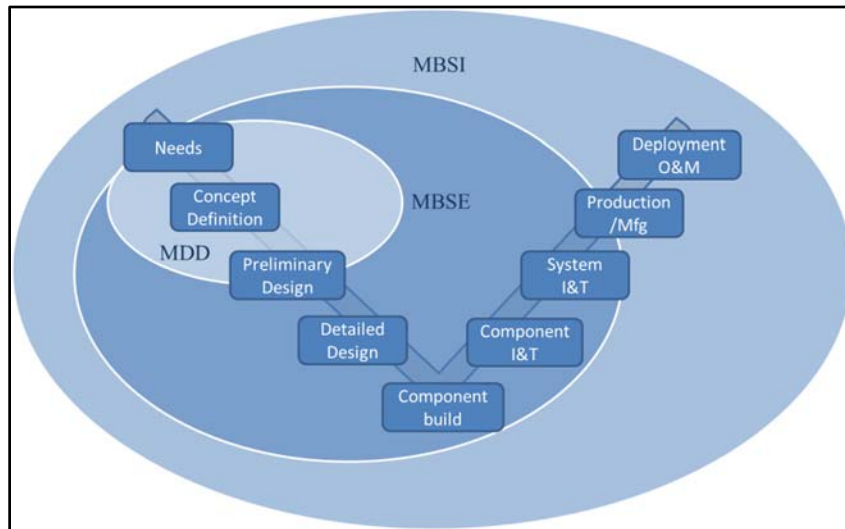 MBSI
Needs
Concept
Definition
MDD
Preliminary
Design
Detailed
Design
Component
build
MBSE
Component
I&T
System
I&T
Production
/Mfg
Deployment
O&M